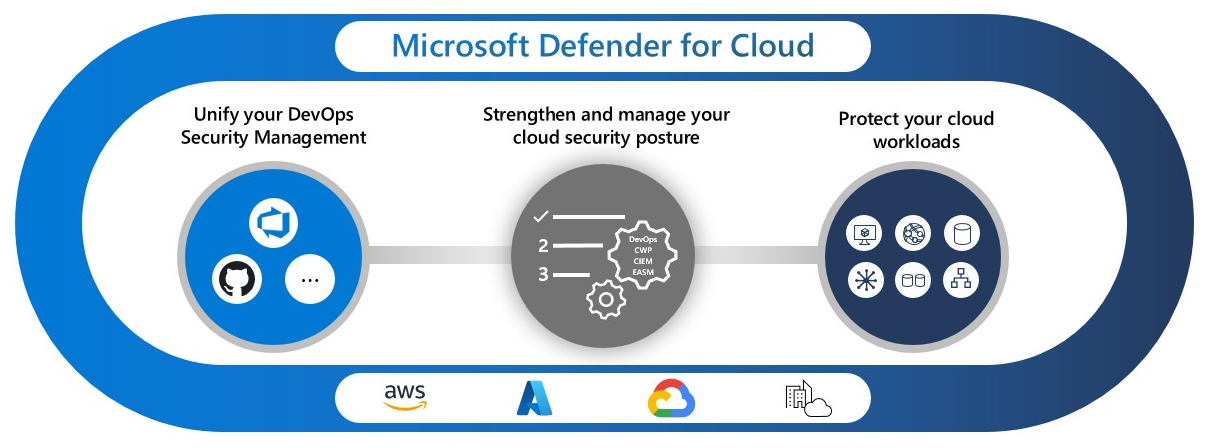 Microsoft Defender for Cloud
Unify your DevOps
Security Management
Strengthen and manage your
cloud security posture
Protect your cloud
workloads
2
3
DevOps
CWP
CIEM
EASM
...
aws